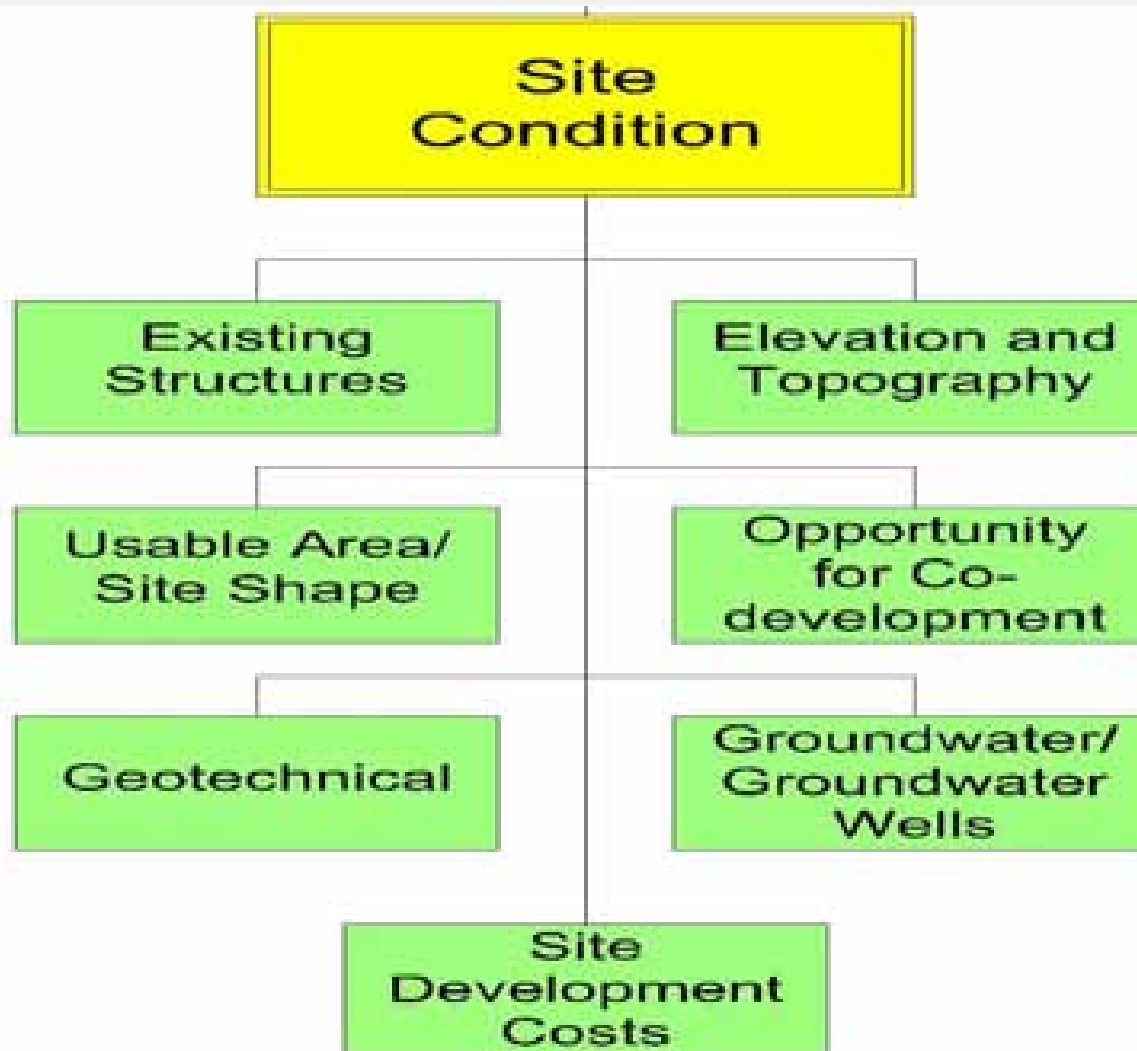 Site
Condition
Existing
Structures
Elevation and
Topography
Usable Area/
Site Shape
Opportunity
for Co-
development
Geotechnical
Groundwater/
Groundwater
Wells
Site
Development
Costs